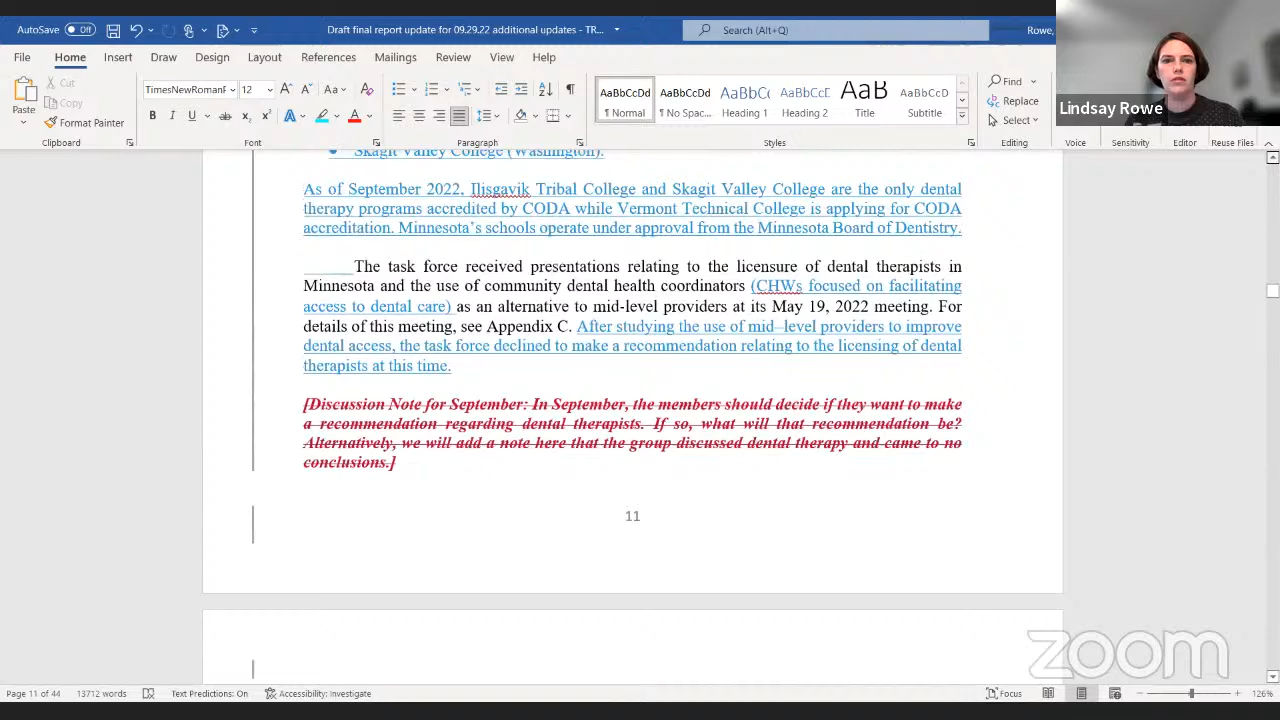 AutoSave Off Draft final report update for 09.29.22 additional updates - TR... Search (Alt+Q) Rowe,
File Home Insert Draw Design Layout References Mailings Review View Help
Paste Cut Copy Format Painter
TimesNewRomanF 12 Aa
B I U ab x₂ x² A A
AaBbCcDd AaBbCcDd AaBbC( AaBbCcE AaB AaBbCcD
¶ Normal ¶ No Spac... Heading 1 Heading 2 Title Subtitle
Find Replace Select
Clipboard Font Paragraph Styles Editing Voice Sensitivity Editor Reuse Files
Lindsay Rowe
• Skagit Valley College (Washington).
As of September 2022, Ilisgavik Tribal College and Skagit Valley College are the only dental
therapy programs accredited by CODA while Vermont Technical College is applying for CODA
accreditation. Minnesota's schools operate under approval from the Minnesota Board of Dentistry.
The task force received presentations relating to the licensure of dental therapists in
Minnesota and the use of community dental health coordinators (CHWs focused on facilitating
access to dental care) as an alternative to mid-level providers at its May 19, 2022 meeting. For
details of this meeting, see Appendix C. After studying the use of mid-level providers to improve
dental access, the task force declined to make a recommendation relating to the licensing of dental
therapists at this time.
[Discussion Note for September: In September, the members should decide if they want to make
a recommendation regarding dental therapists. If so, what will that recommendation be?
Alternatively, we will add a note here that the group discussed dental therapy and came to no
conclusions.]
11
zoom
Page 11 of 44 13712 words Text Predictions: On Accessibility: Investigate Focus 126%